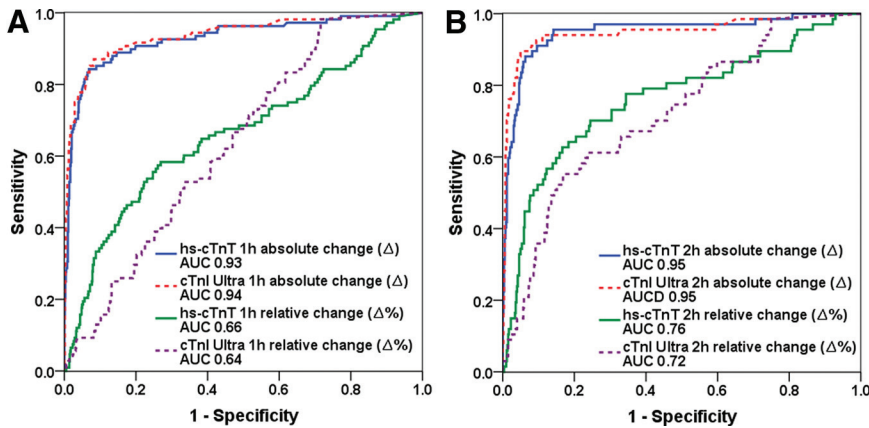 A
Sensitivity
1.0
0.8
0.6
0.4
0.2
0.0
hs-cTnT 1h absolute change (Δ)
AUC 0.93
cTnI Ultra 1h absolute change (Δ)
AUC 0.94
hs-cTnT 1h relative change (Δ%)
AUC 0.66
cTnI Ultra 1h relative change (Δ%)
AUC 0.64
0.0 0.2 0.4 0.6 0.8 1.0
1 - Specificity
B
Sensitivity
1.0
0.8
0.6
0.4
0.2
0.0
hs-cTnT 2h absolute change (Δ)
AUC 0.95
cTnI Ultra 2h absolute change (Δ)
AUCD 0.95
hs-cTnT 2h relative change (Δ%)
AUC 0.76
cTnI Ultra 2h relative change (Δ%)
AUC 0.72
0.0 0.2 0.4 0.6 0.8 1.0
1 - Specificity